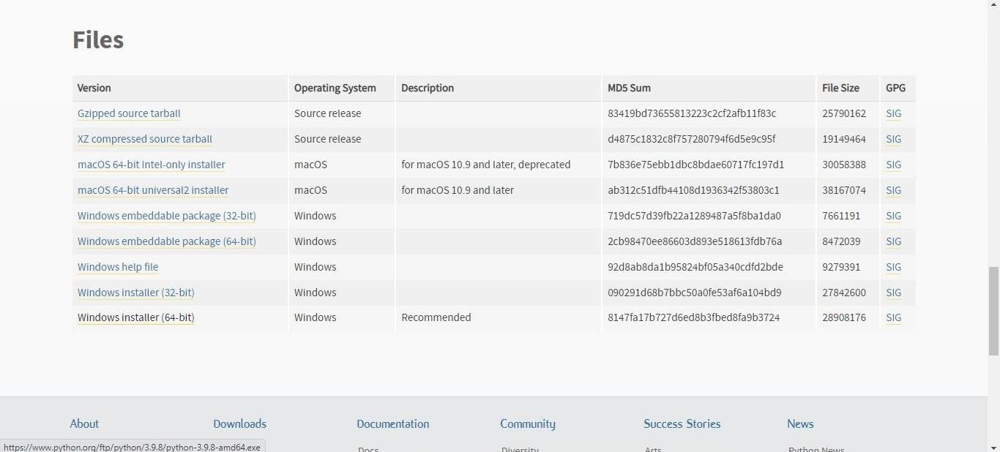 Files
Version Operating System Description MD5 Sum File Size GPG
Gzipped source tarball Source release 83419bd73655813223c2cf2afb11f83c 25790162 SIG
XZ compressed source tarball Source release d4875c1832c8f757280794f6d5e9c95f 19149464 SIG
macOS 64-bit Intel-only installer macOS for macOS 10.9 and later, deprecated 7b836e75ebb1dbc8bdae60717fc197d1 30058388 SIG
macOS 64-bit universal2 installer macOS for macOS 10.9 and later ab312c51dfb44108d1936342f53803c1 38167074 SIG
Windows embeddable package (32-bit) Windows 719dc57d39fb22a1289487a5f8ba1da0 7661191 SIG
Windows embeddable package (64-bit) Windows 2cb98470ee86603d893e518613fdb76a 8472039 SIG
Windows help file Windows 92d8ab8da1b95824bf05a340cdfd2bde 9279391 SIG
Windows installer (32-bit) Windows 090291d68b7bbc50a0fe53af6a104bd9 27842600 SIG
Windows installer (64-bit) Windows Recommended 8147fa17b727d6ed8b3fbed8fa9b3724 28908176 SIG
About Downloads Documentation Community Success Stories News
https://www.python.org/ftp/python/3.9.8/python-3.9.8-amd64.exe Docs Diversity Arts Python News